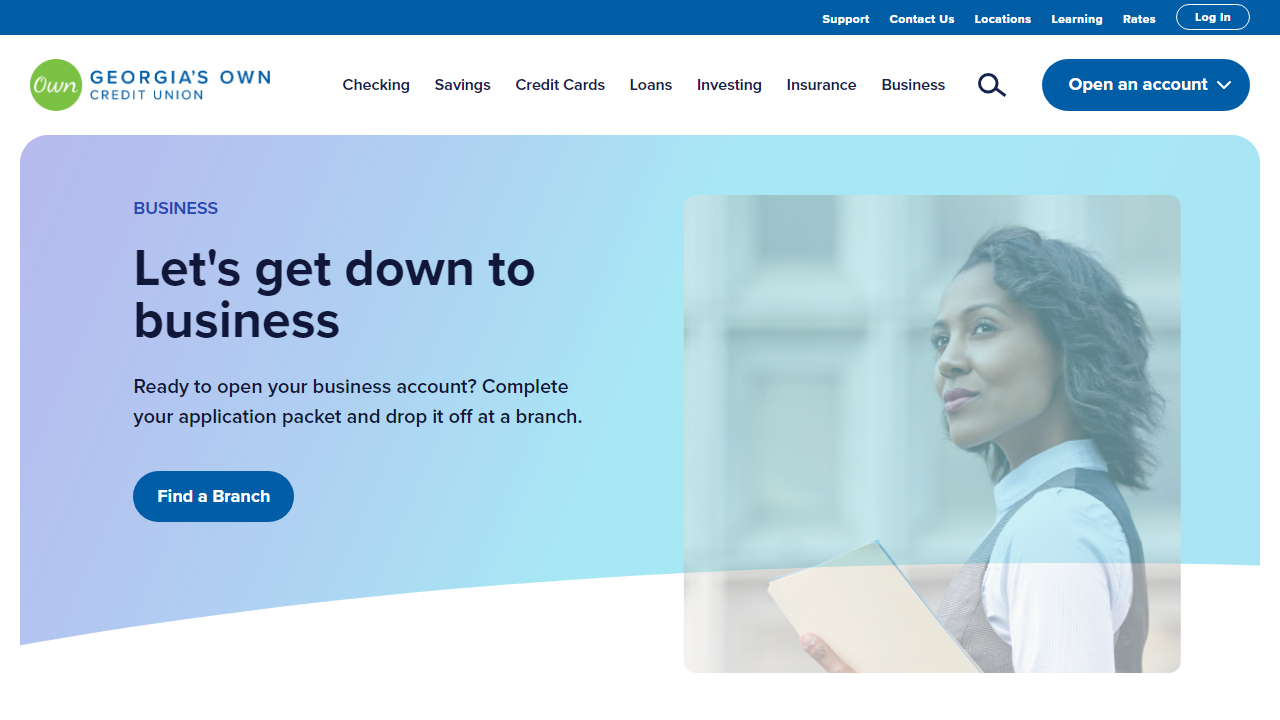 Support Contact Us Locations Learning Rates Log In
Own GEORGIA'S OWN
CREDIT UNION
Checking Savings Credit Cards Loans Investing Insurance Business Open an account
BUSINESS
Let's get down to
business
Ready to open your business account? Complete
your application packet and drop it off at a branch.
Find a Branch